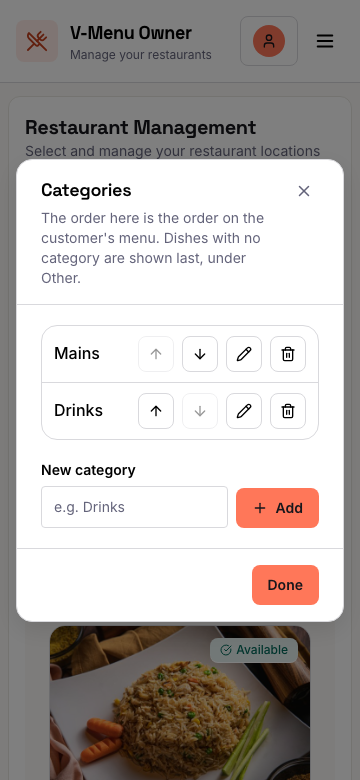 V-Menu Owner
Manage your restaurants
Restaurant Management
Select and manage your restaurant locations
Categories
The order here is the order on the
customer's menu. Dishes with no
category are shown last, under
Other.
Mains
Drinks
New category
e.g. Drinks
Add
Done
Available